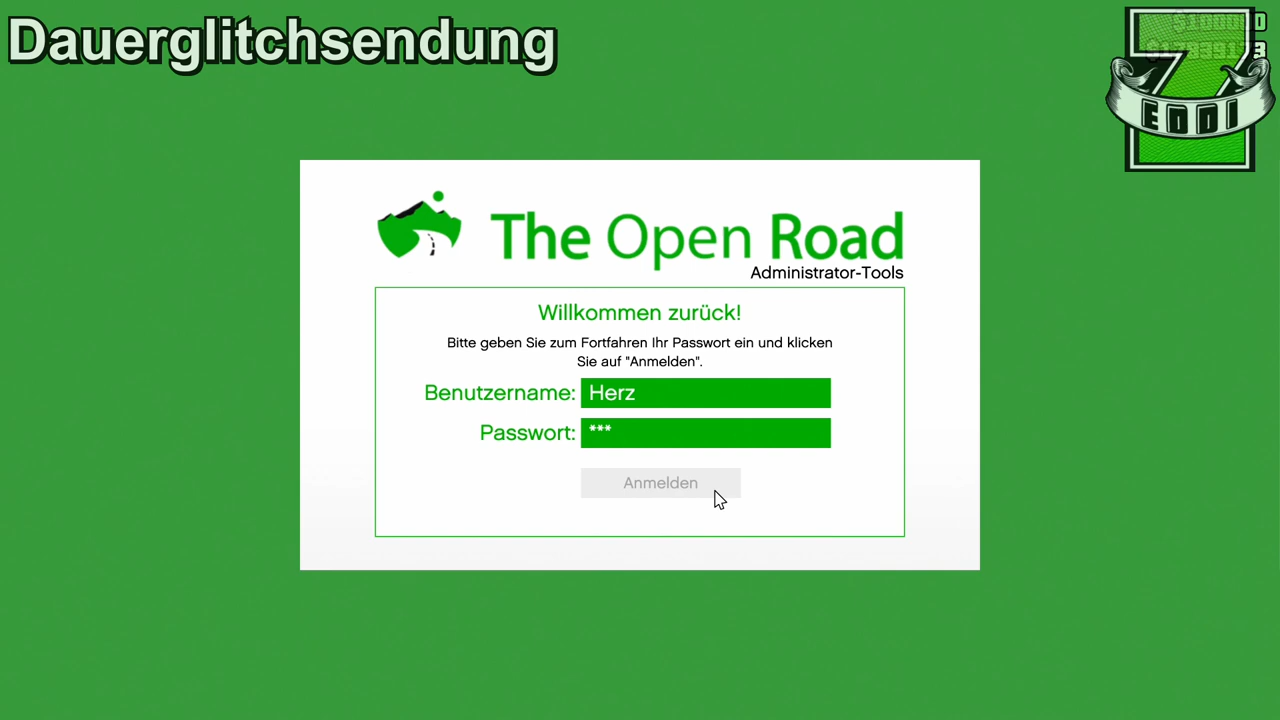 Dauerglitchsendung
EDDI
The Open Road
Administrator-Tools
Willkommen zurück!
Bitte geben Sie zum Fortfahren Ihr Passwort ein und klicken
Sie auf "Anmelden".
Benutzername: Herz
Passwort: ***
Anmelden